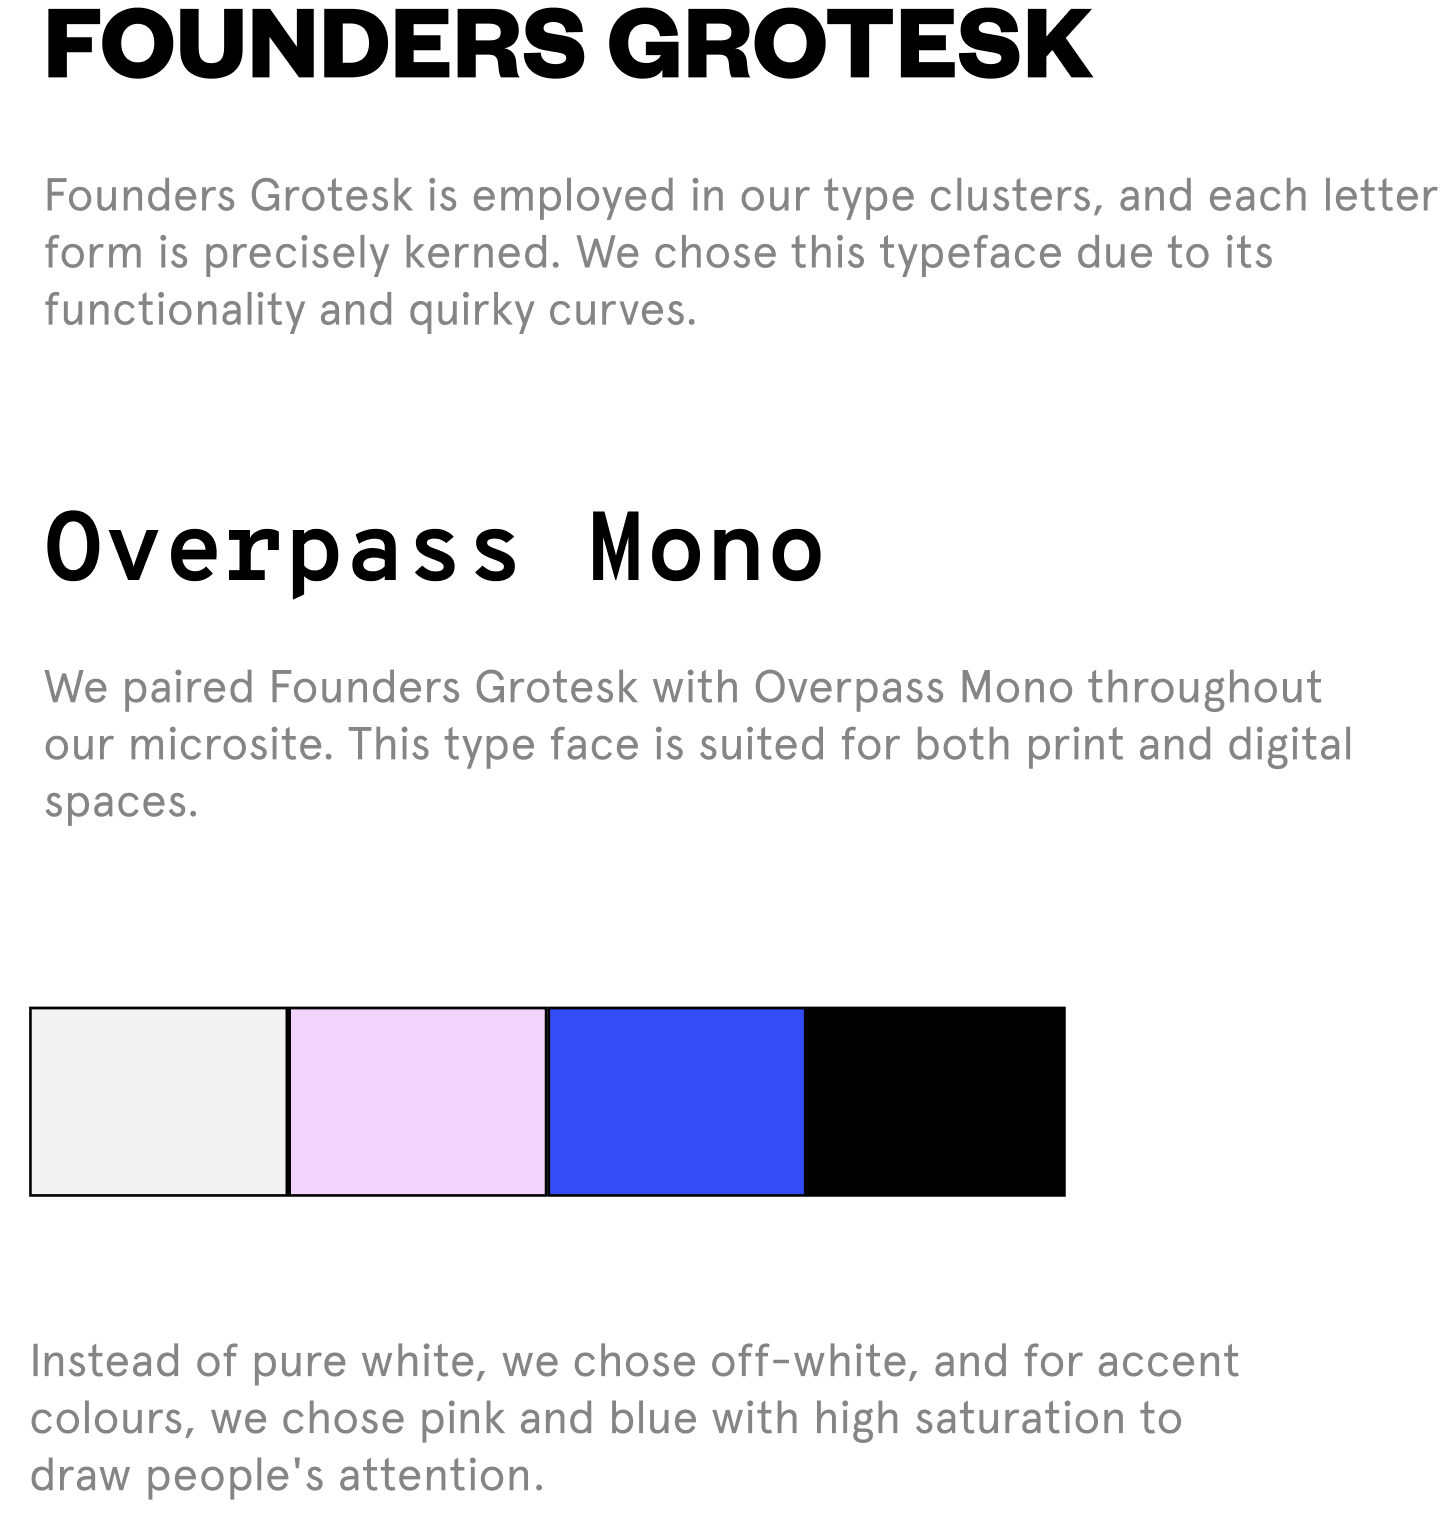 FOUNDERS GROTESK
Founders Grotesk is employed in our type clusters, and each letter
form is precisely kerned. We chose this typeface due to its
functionality and quirky curves.
Overpass Mono
We paired Founders Grotesk with Overpass Mono throughout
our microsite. This type face is suited for both print and digital
spaces.
Instead of pure white, we chose off-white, and for accent
colours, we chose pink and blue with high saturation to
draw people's attention.